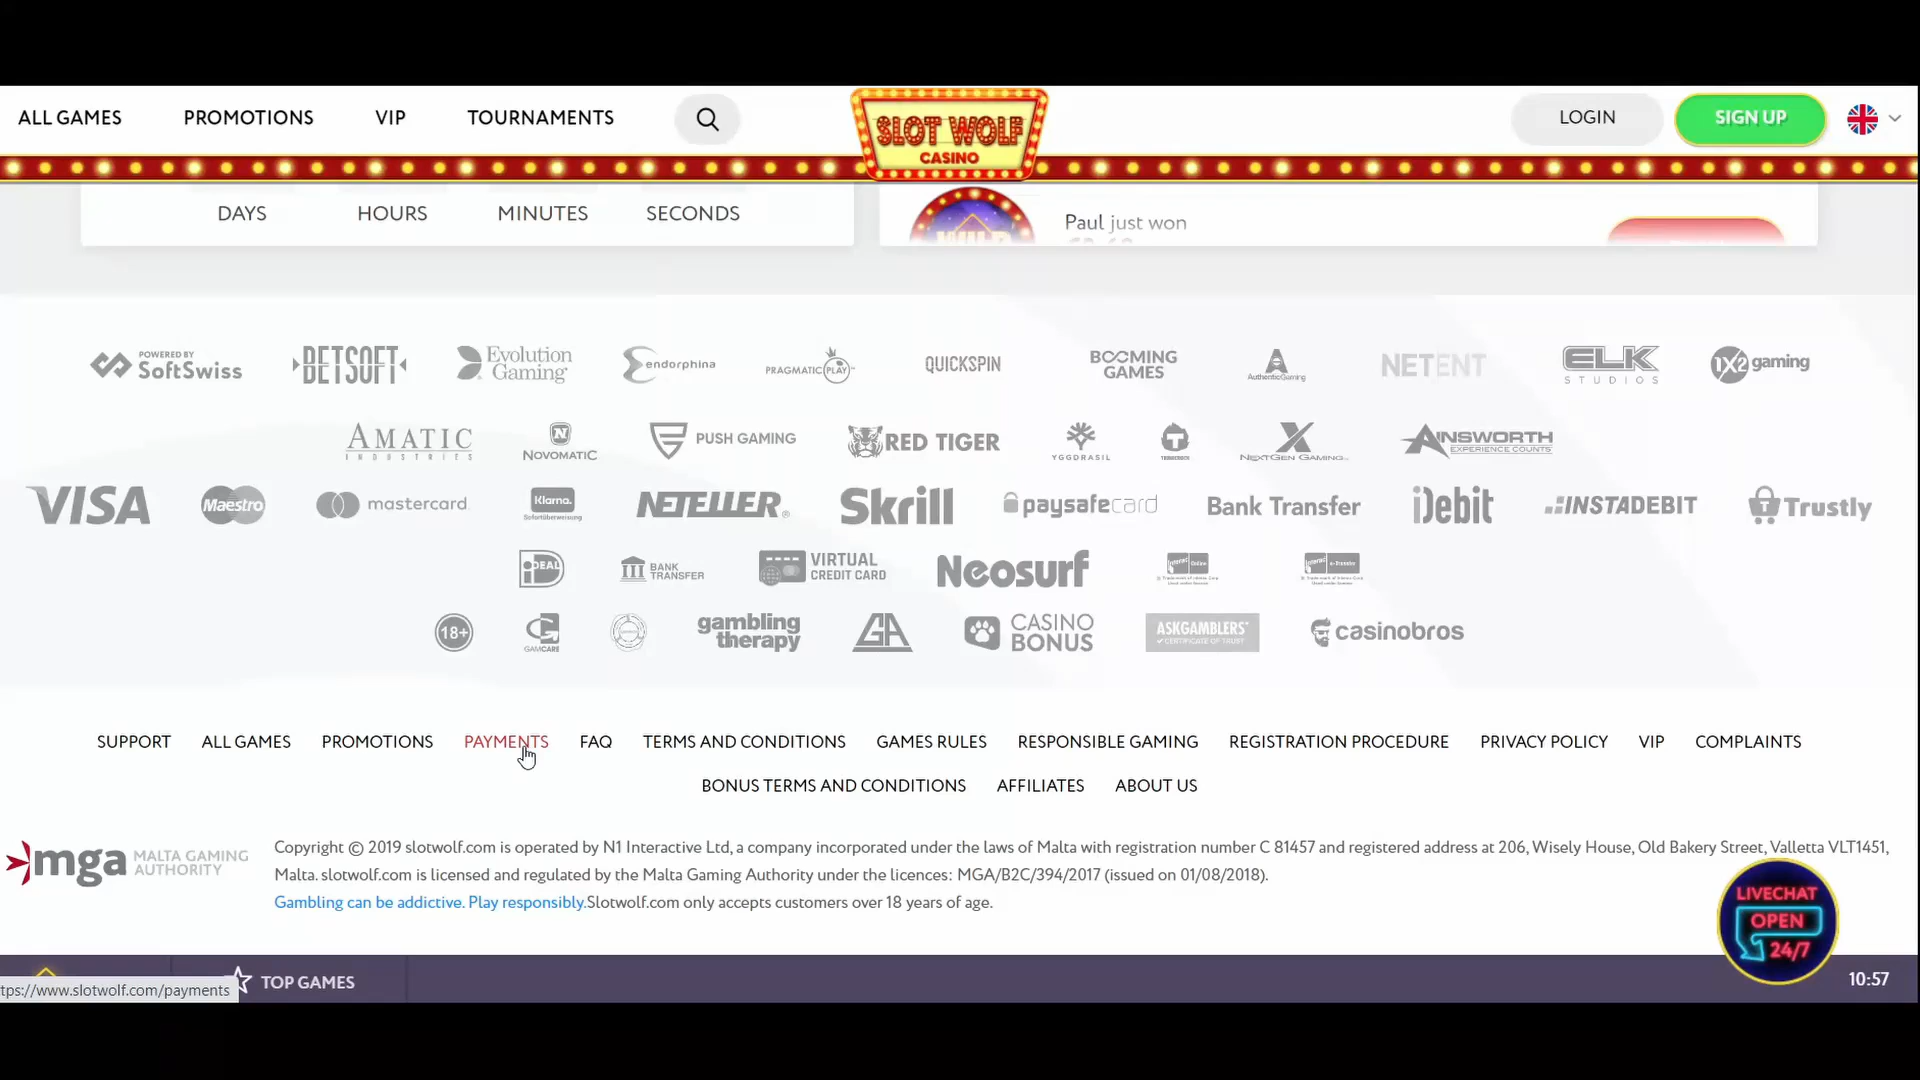 ALL GAMES PROMOTIONS VIP TOURNAMENTS SLOT WOLF CASINO LOGIN SIGN UP
DAYS HOURS MINUTES SECONDS
Paul just won
POWERED BY SoftSwiss BETSOFT Evolution Gaming endorphina PRAGMATIC PLAY QUICKSPIN BOOMING GAMES AuthenticGaming NETENT ELK STUDIOS 1X2 gaming
AMATIC INDUSTRIES NOVOMATIC PUSH GAMING RED TIGER YGGDRASIL NEXTGEN GAMING AINSWORTH EXPERIENCE COUNTS
VISA Maestro mastercard Klarna. NETELLER Skrill paysafecard Bank Transfer iDebit INSTADEBIT Trustly
iDEAL BANK TRANSFER VIRTUAL CREDIT CARD Neosurf
18+ GAMCARE gambling therapy GA CASINO BONUS ASKGAMBLERS CERTIFICATE OF TRUST casinobros
SUPPORT ALL GAMES PROMOTIONS PAYMENTS FAQ TERMS AND CONDITIONS GAMES RULES RESPONSIBLE GAMING REGISTRATION PROCEDURE PRIVACY POLICY VIP COMPLAINTS
BONUS TERMS AND CONDITIONS AFFILIATES ABOUT US
mga MALTA GAMING AUTHORITY
Copyright © 2019 slotwolf.com is operated by N1 Interactive Ltd, a company incorporated under the laws of Malta with registration number C 81457 and registered address at 206, Wisely House, Old Bakery Street, Valletta VLT1451,
Malta. slotwolf.com is licensed and regulated by the Malta Gaming Authority under the licences: MGA/B2C/394/2017 (issued on 01/08/2018).
Gambling can be addictive. Play responsibly.Slotwolf.com only accepts customers over 18 years of age.
LIVECHAT
OPEN
24/7
tps://www.slotwolf.com/payments TOP GAMES 10:57